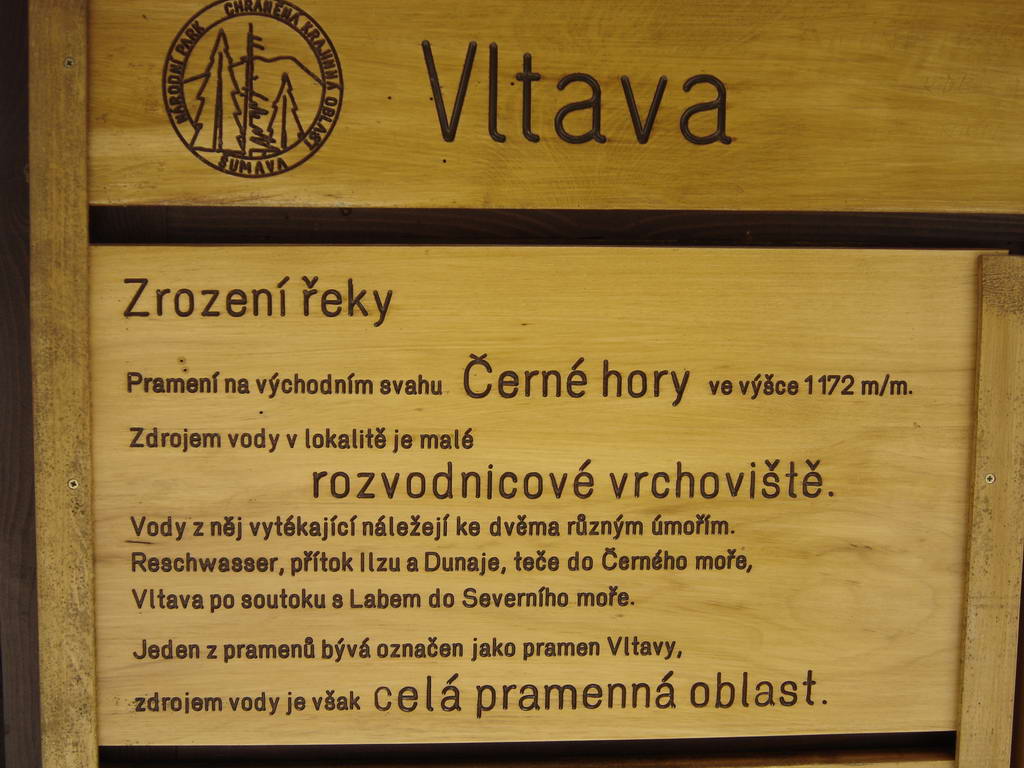 NÁRODNÍ PARK CHRÁNĚNÁ KRAJINNÁ OBLAST
ŠUMAVA
Vltava
Zrození řeky
Pramení na východním svahu Černé hory ve výšce 1172 m/m.
Zdrojem vody v lokalitě je malé
rozvodnicové vrchoviště.
Vody z něj vytékající náležejí ke dvěma různým úmořím.
Reschwasser, přítok Ilzu a Dunaje, teče do Černého moře,
Vltava po soutoku s Labem do Severního moře.
Jeden z pramenů bývá označen jako pramen Vltavy,
zdrojem vody je však celá pramenná oblast.